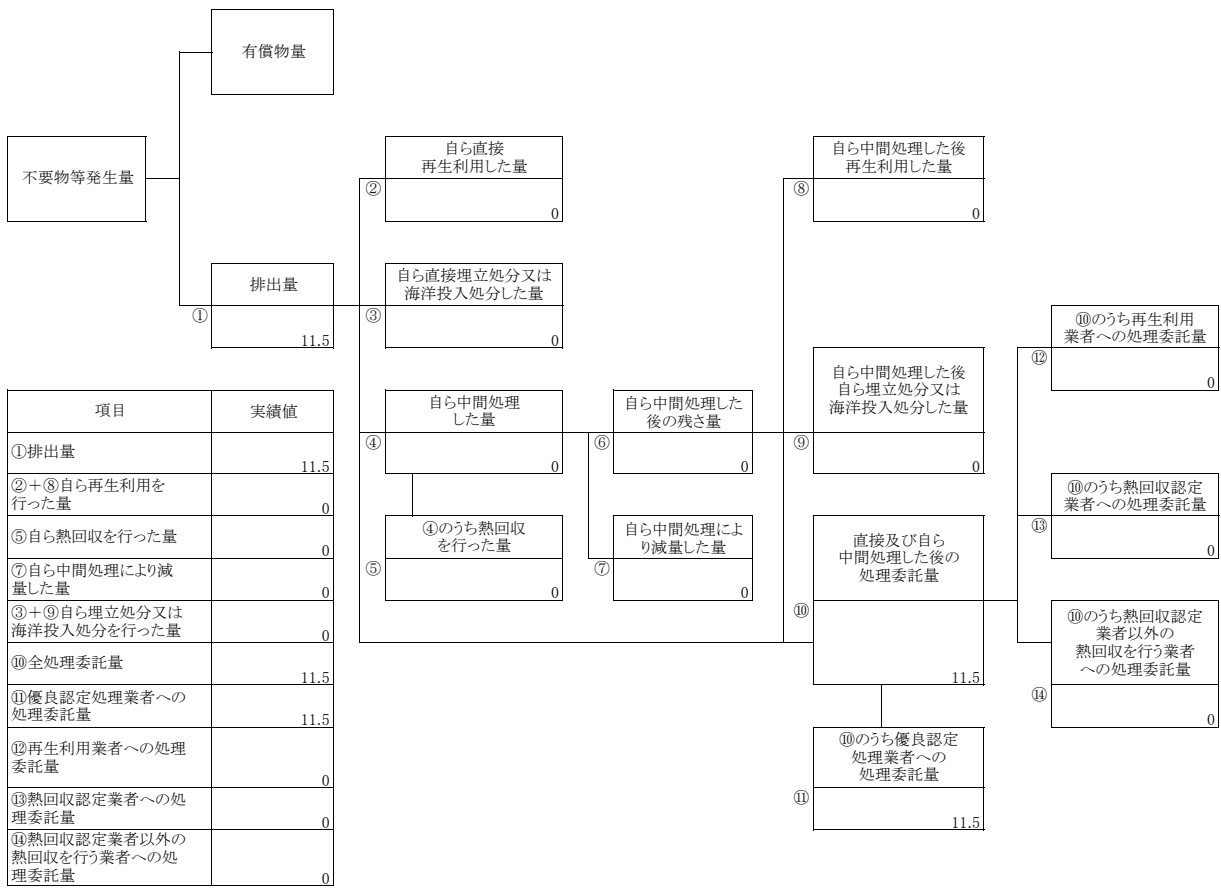 有償物量
不要物等発生量
排出量
①
11.5
自ら直接
再生利用した量
②
0
自ら直接埋立処分又は
海洋投入処分した量
③
0
自ら中間処理
した量
④
0
④のうち熱回収
を行った量
⑤
0
自ら中間処理した
後の残さ量
⑥
0
自ら中間処理によ
り減量した量
⑦
0
自ら中間処理した後
再生利用した量
⑧
0
自ら中間処理した後
自ら埋立処分又は
海洋投入処分した量
⑨
0
直接及び自ら
中間処理した後の
処理委託量
⑩
11.5
⑩のうち優良認定
処理業者への
処理委託量
⑪
11.5
⑩のうち再生利用
業者への処理委託量
⑫
0
⑩のうち熱回収認定
業者への処理委託量
⑬
0
⑩のうち熱回収認定
業者以外の
熱回収を行う業者
への処理委託量
⑭
0
項目 実績値
①排出量
11.5
②+⑧自ら再生利用を
行った量
0
⑤自ら熱回収を行った量
0
⑦自ら中間処理により減
量した量
0
③+⑨自ら埋立処分又は
海洋投入処分を行った量
0
⑩全処理委託量
11.5
⑪優良認定処理業者への
処理委託量
11.5
⑫再生利用業者への処理
委託量
0
⑬熱回収認定業者への処
理委託量
0
⑭熱回収認定業者以外の
熱回収を行う業者への処
理委託量
0